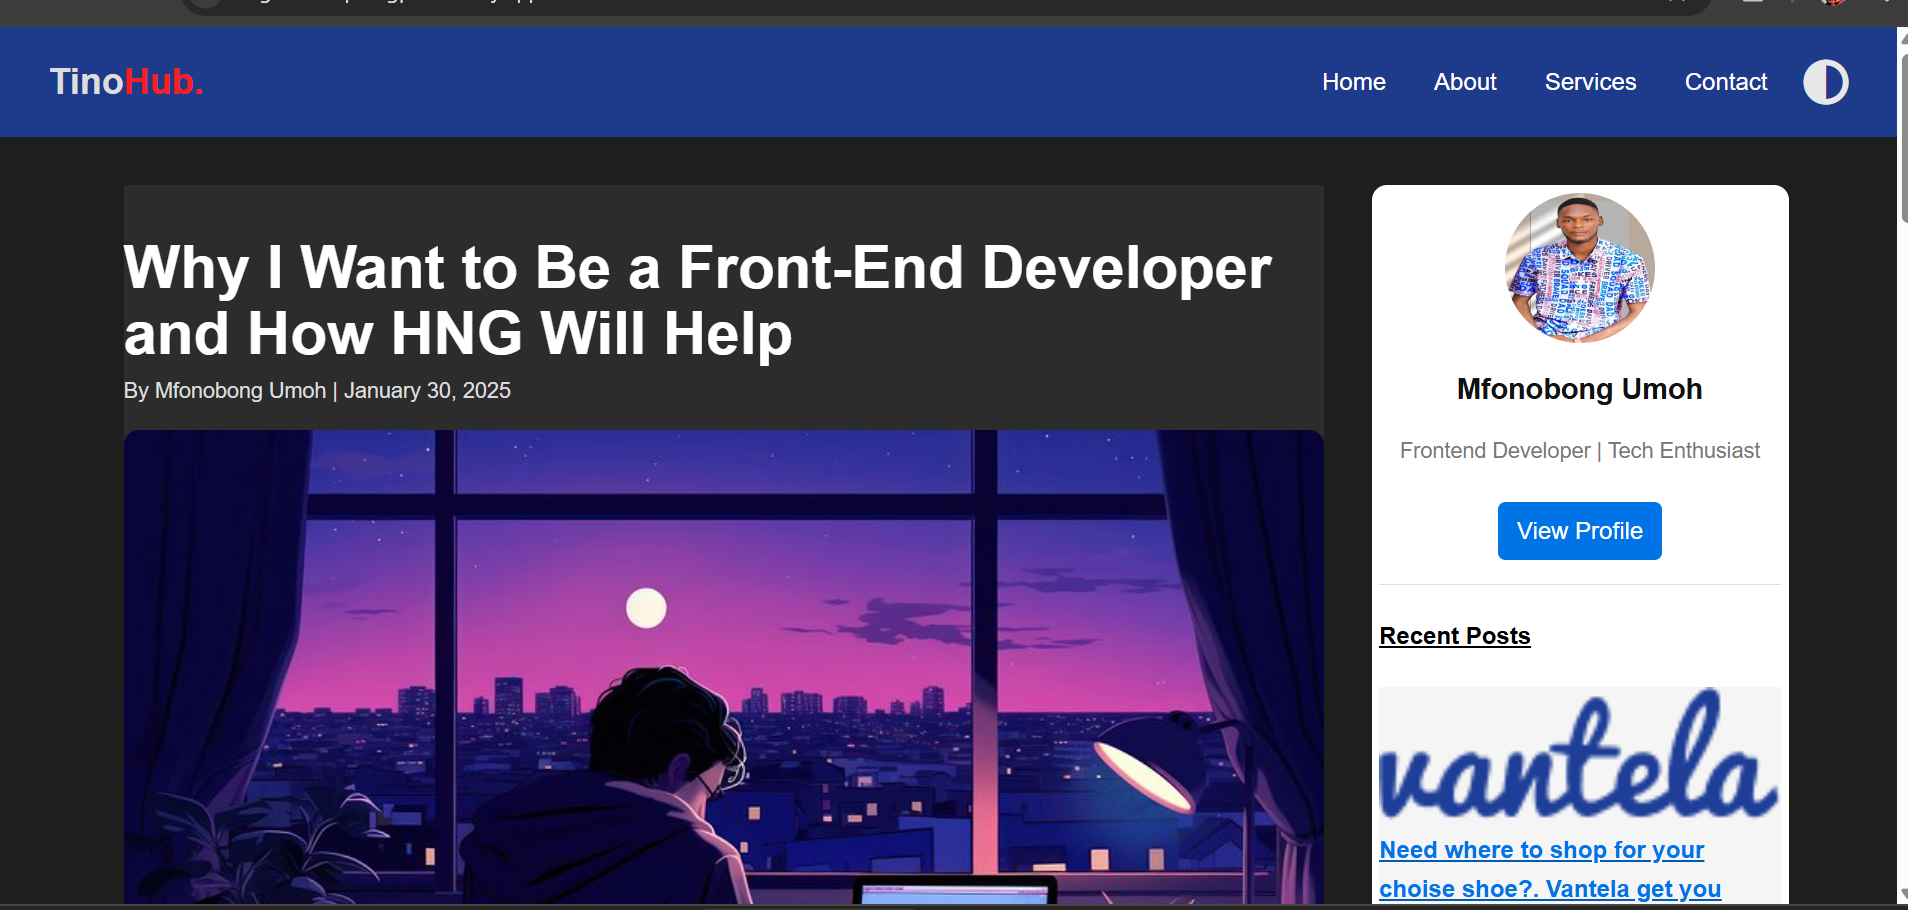 TinoHub.
Home About Services Contact
Why I Want to Be a Front-End Developer
and How HNG Will Help
By Mfonobong Umoh | January 30, 2025
Mfonobong Umoh
Frontend Developer | Tech Enthusiast
View Profile
Recent Posts
vantela
Need where to shop for your
choise shoe?. Vantela get you